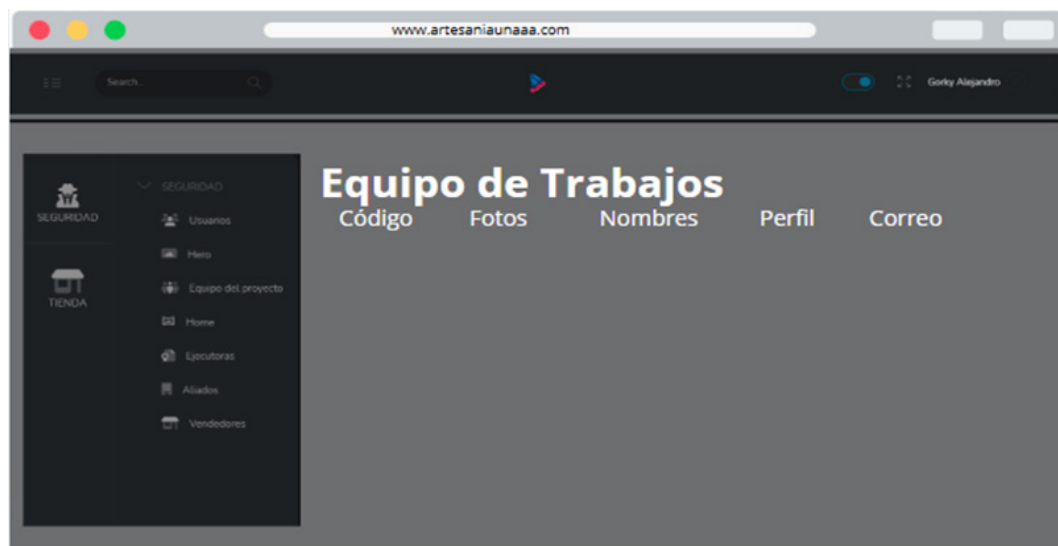 www.artesaniaunaaa.com
Search..
Gorky Alejandro
SEGURIDAD
TIENDA
SEGURIDAD
Usuarios
Hero
Equipo del proyecto
Home
Ejecutoras
Aliados
Vendedores
Equipo de Trabajos
Código Fotos Nombres Perfil Correo